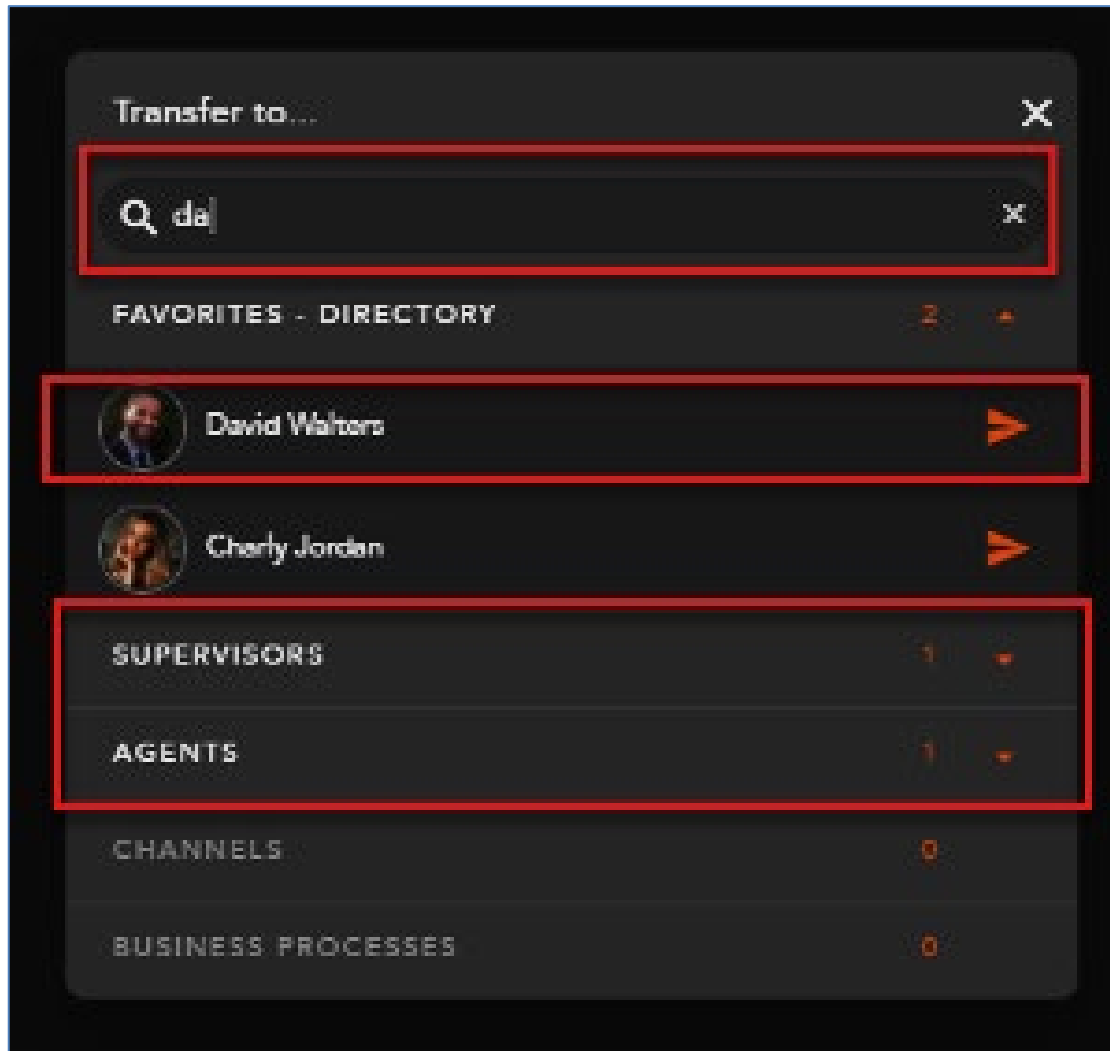 Transfer to...
da
FAVORITES - DIRECTORY 2
David Walters
Charly Jordan
SUPERVISORS 1
AGENTS 1
CHANNELS 0
BUSINESS PROCESSES 0